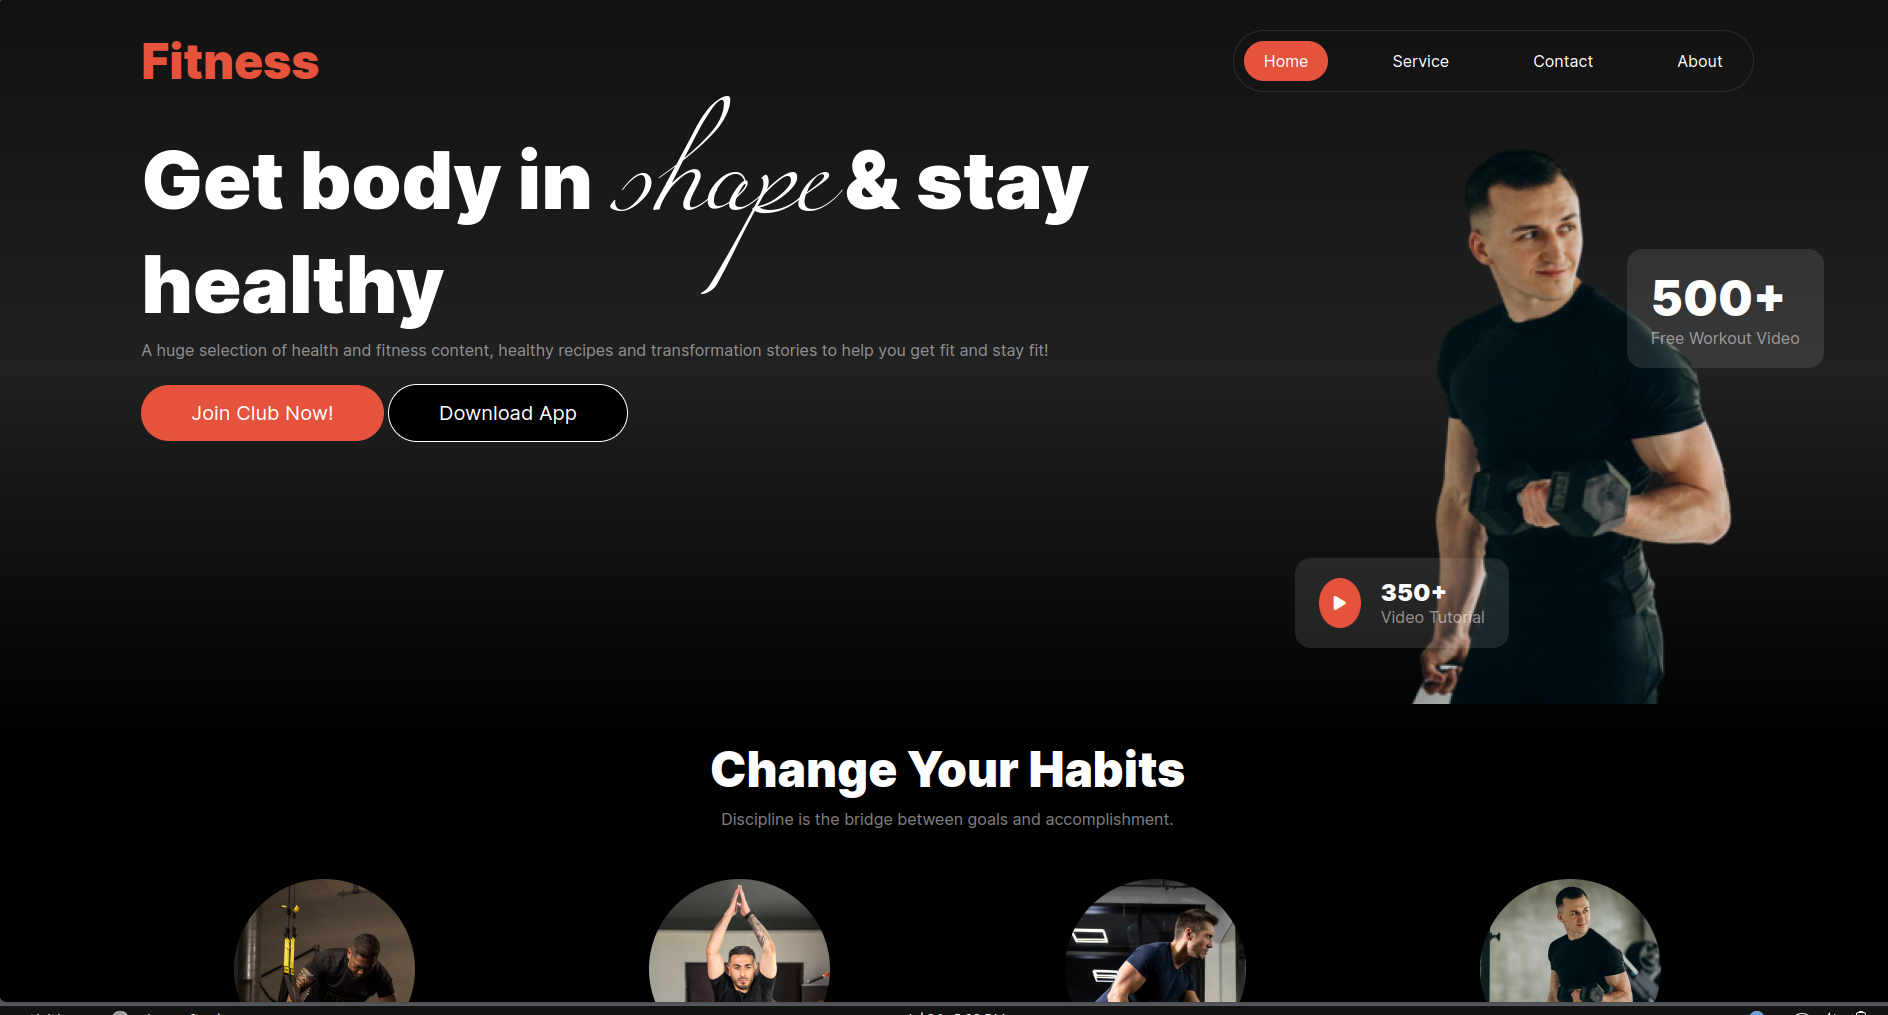 Fitness
Home Service Contact About
Get body in shape & stay
healthy
A huge selection of health and fitness content, healthy recipes and transformation stories to help you get fit and stay fit!
Join Club Now! Download App
500+
Free Workout Video
350+
Video Tutorial
Change Your Habits
Discipline is the bridge between goals and accomplishment.